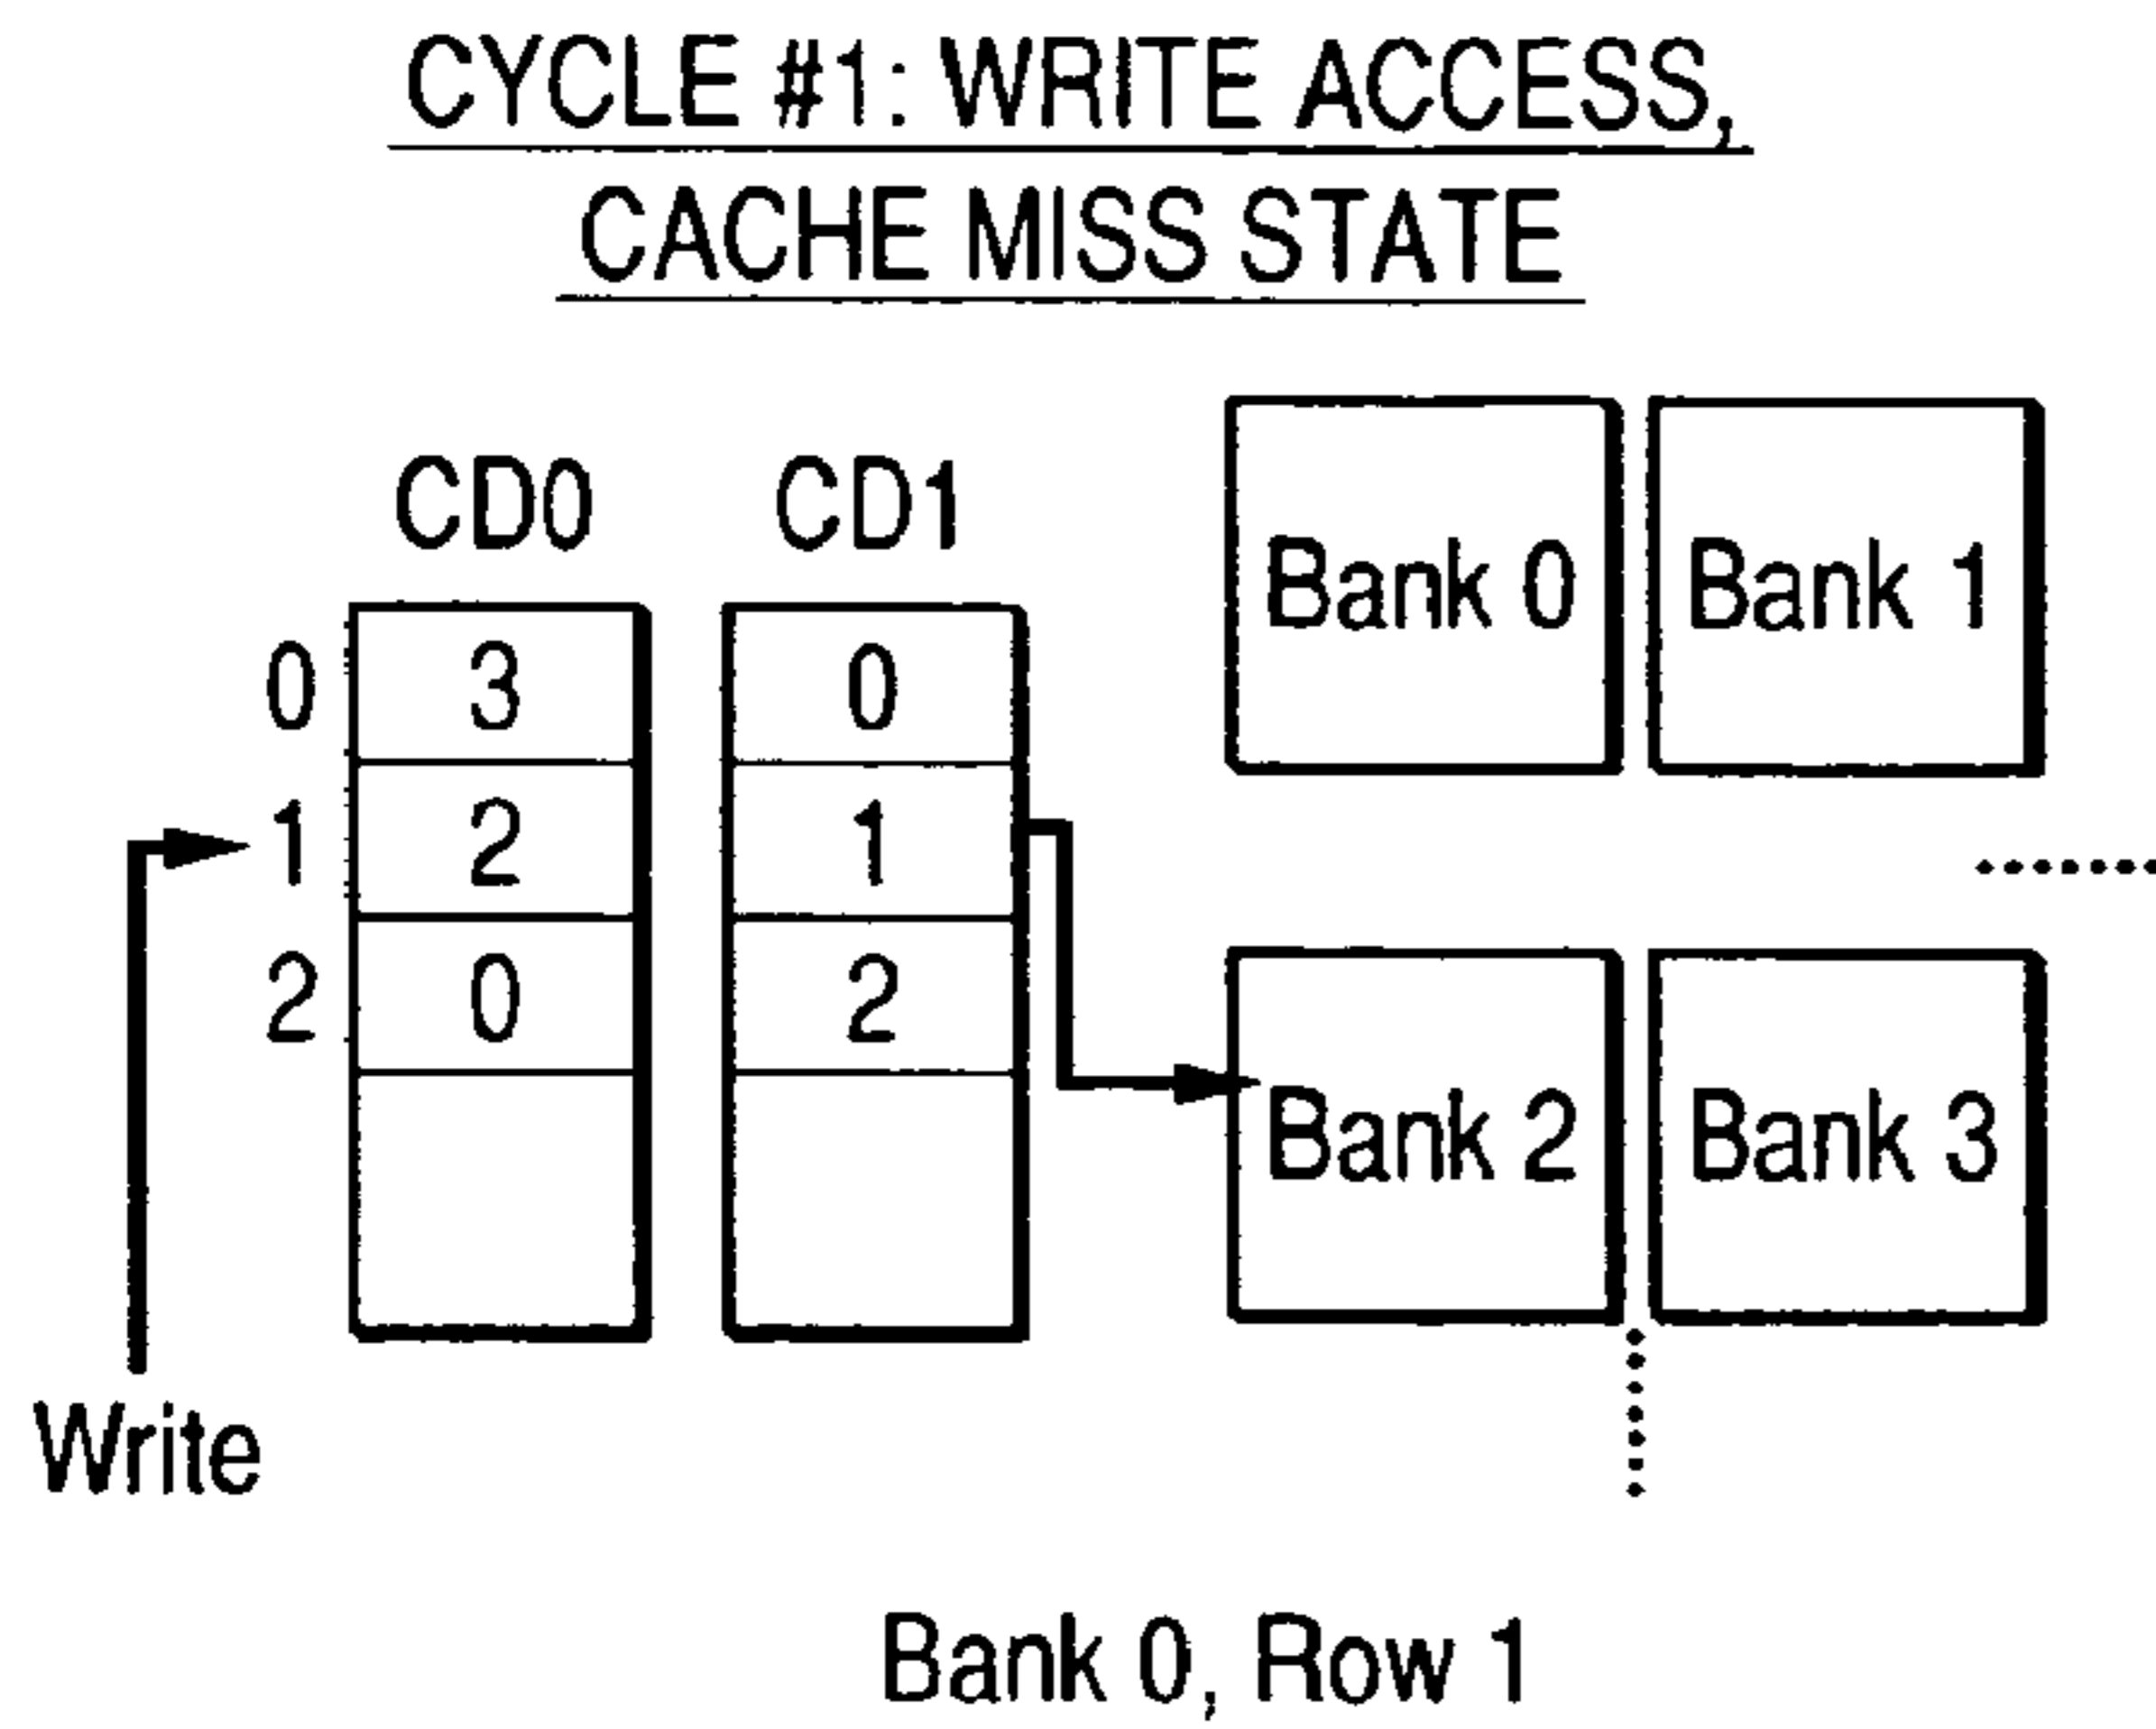 CYCLE #1: WRITE ACCESS,
CACHE MISS STATE
CD0 CD1
Bank 0 Bank 1
0 3 0
1 2 1
2 0 2
Bank 2 Bank 3
Write
Bank 0, Row 1